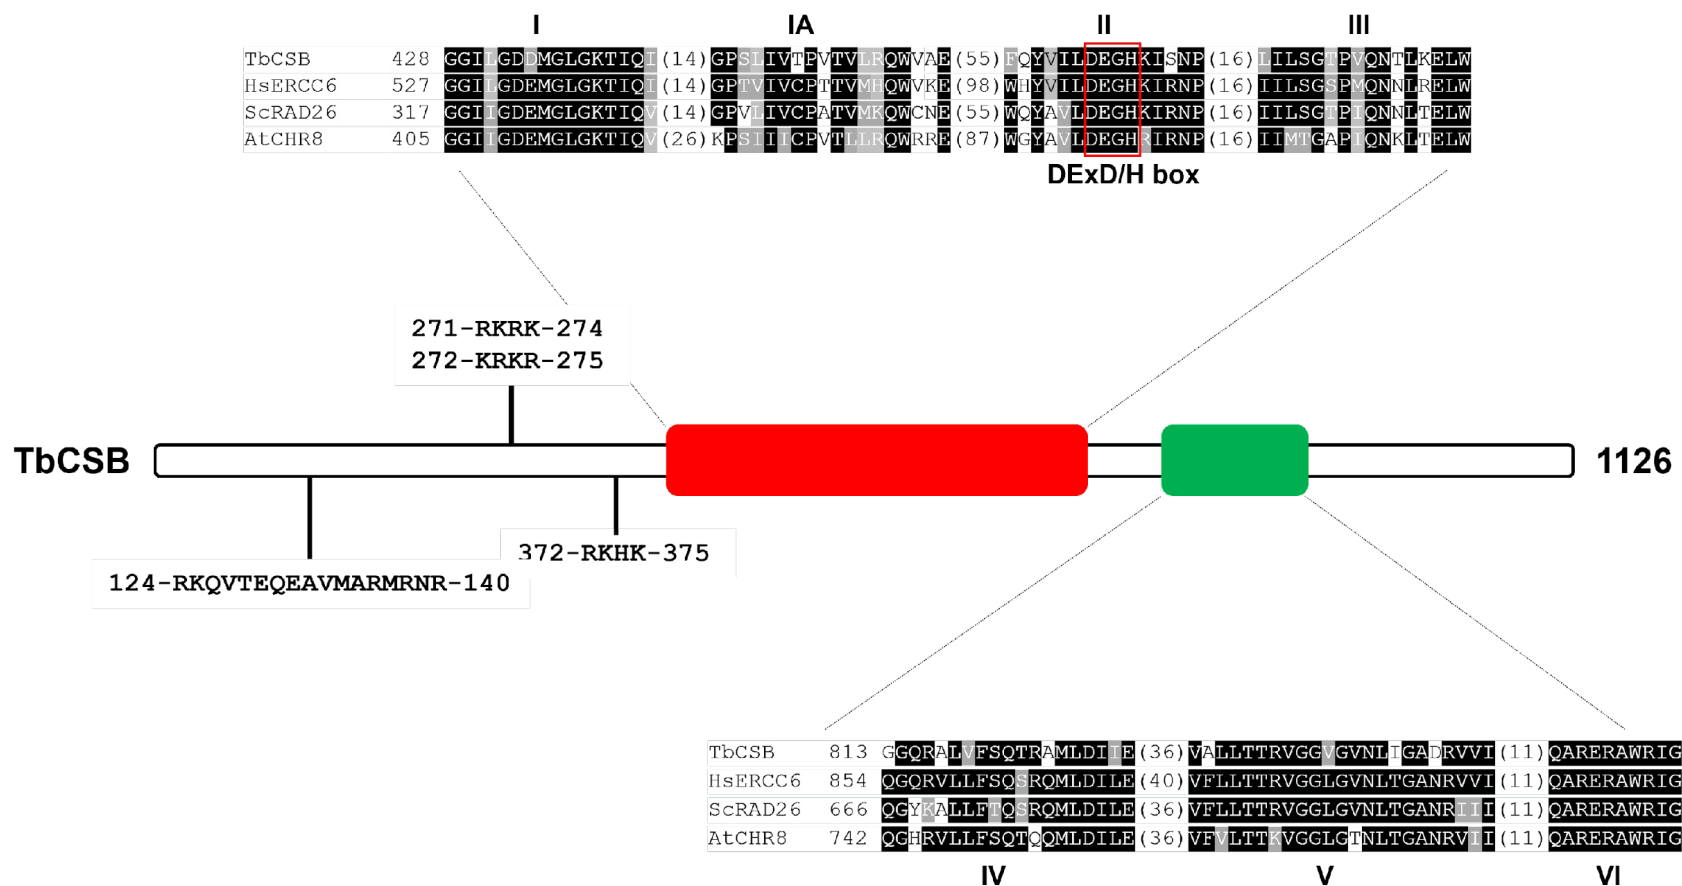 I IA II III
TbCSB 428 GGILGDDMGLGKTIQI(14)GPSLIVTPVTVLRQWVAE(55)FQYVILDEGHKISNP(16)LILSGTPVQNTLKELW
HsERCC6 527 GGILGDEMGLGKTIQI(14)GPTVIVCPTTVMHQWVKE(98)WHYVILDEGHKIRNP(16)IILSGSPMQNNLRELW
ScRAD26 317 GGILGDEMGLGKTIQV(14)GPVLIVCPATVMKQWCNE(55)WQYAVLDEGHKIRNP(16)IILSGTPIQNNLTELW
AtCHR8 405 GGIIGDEMGLGKTIQV(26)KPSIIICPVTLLRQWRRE(87)WGYAVLDEGHRIRNP(16)IIMTGAPIQNKLTELW
DExD/H box
271-RKRK-274
272-KRKR-275
TbCSB 1126
372-RKHK-375
124-RKQVTEQEAVMARMRNR-140
TbCSB 813 GGQRALVFSQTRAMLDIIE(36)VALLTTRVGGVGVNLIGADRVVI(11)QARERAWRIG
HsERCC6 854 QGQRVLLFSQSRQMLDILE(40)VFLLTTRVGGLGVNLTGANRVVI(11)QARERAWRIG
ScRAD26 666 QGYKALLFTQSRQMLDILE(36)VFLLTTRVGGLGVNLTGANRIII(11)QARERAWRIG
AtCHR8 742 QGHRVLLFSQTQQMLDILE(36)VFVLTTKVGGLGTNLTGANRVII(11)QARERAWRIG
IV V VI